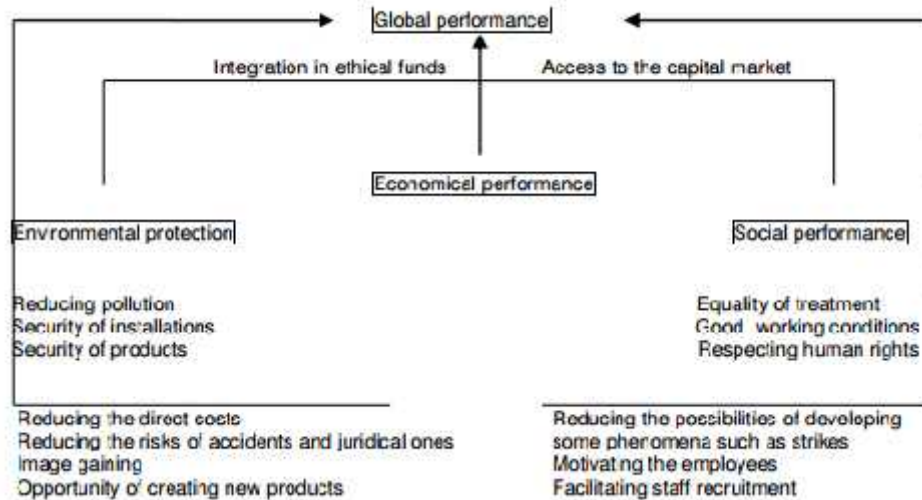 Global performance
Integration in ethical funds
Access to the capital market
Economical performance
Environmental protection
Social performance
Reducing pollution
Security of installations
Security of products
Equality of treatment
Good working conditions
Respecting human rights
Reducing the direct costs
Reducing the risks of accidents and juridical ones
Image gaining
Opportunity of creating new products
Reducing the possibilities of developing
some phenomena such as strikes
Motivating the employees
Facilitating staff recruitment